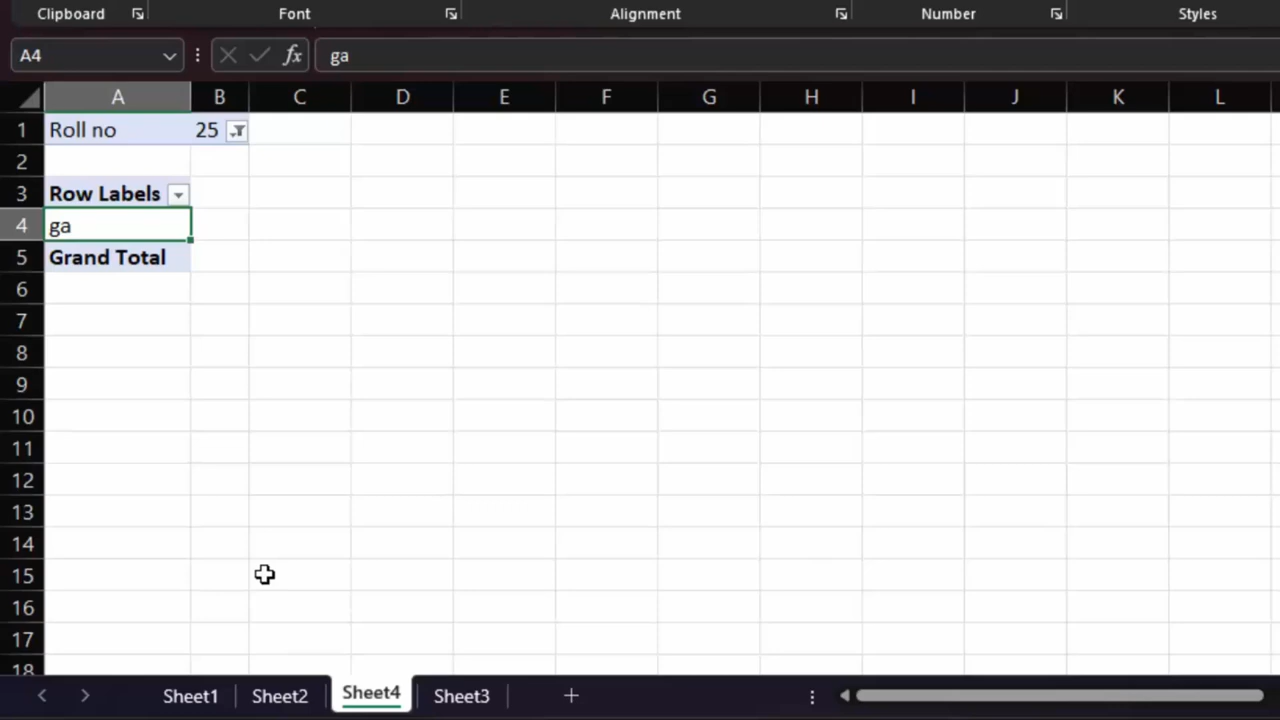 Clipboard Font Alignment Number Styles
A4 fx ga
A B C D E F G H I J K L
1 Roll no 25
2
3 Row Labels
4 ga
5 Grand Total
6
7
8
9
10
11
12
13
14
15
16
17
18
Sheet1 Sheet2 Sheet4 Sheet3 +